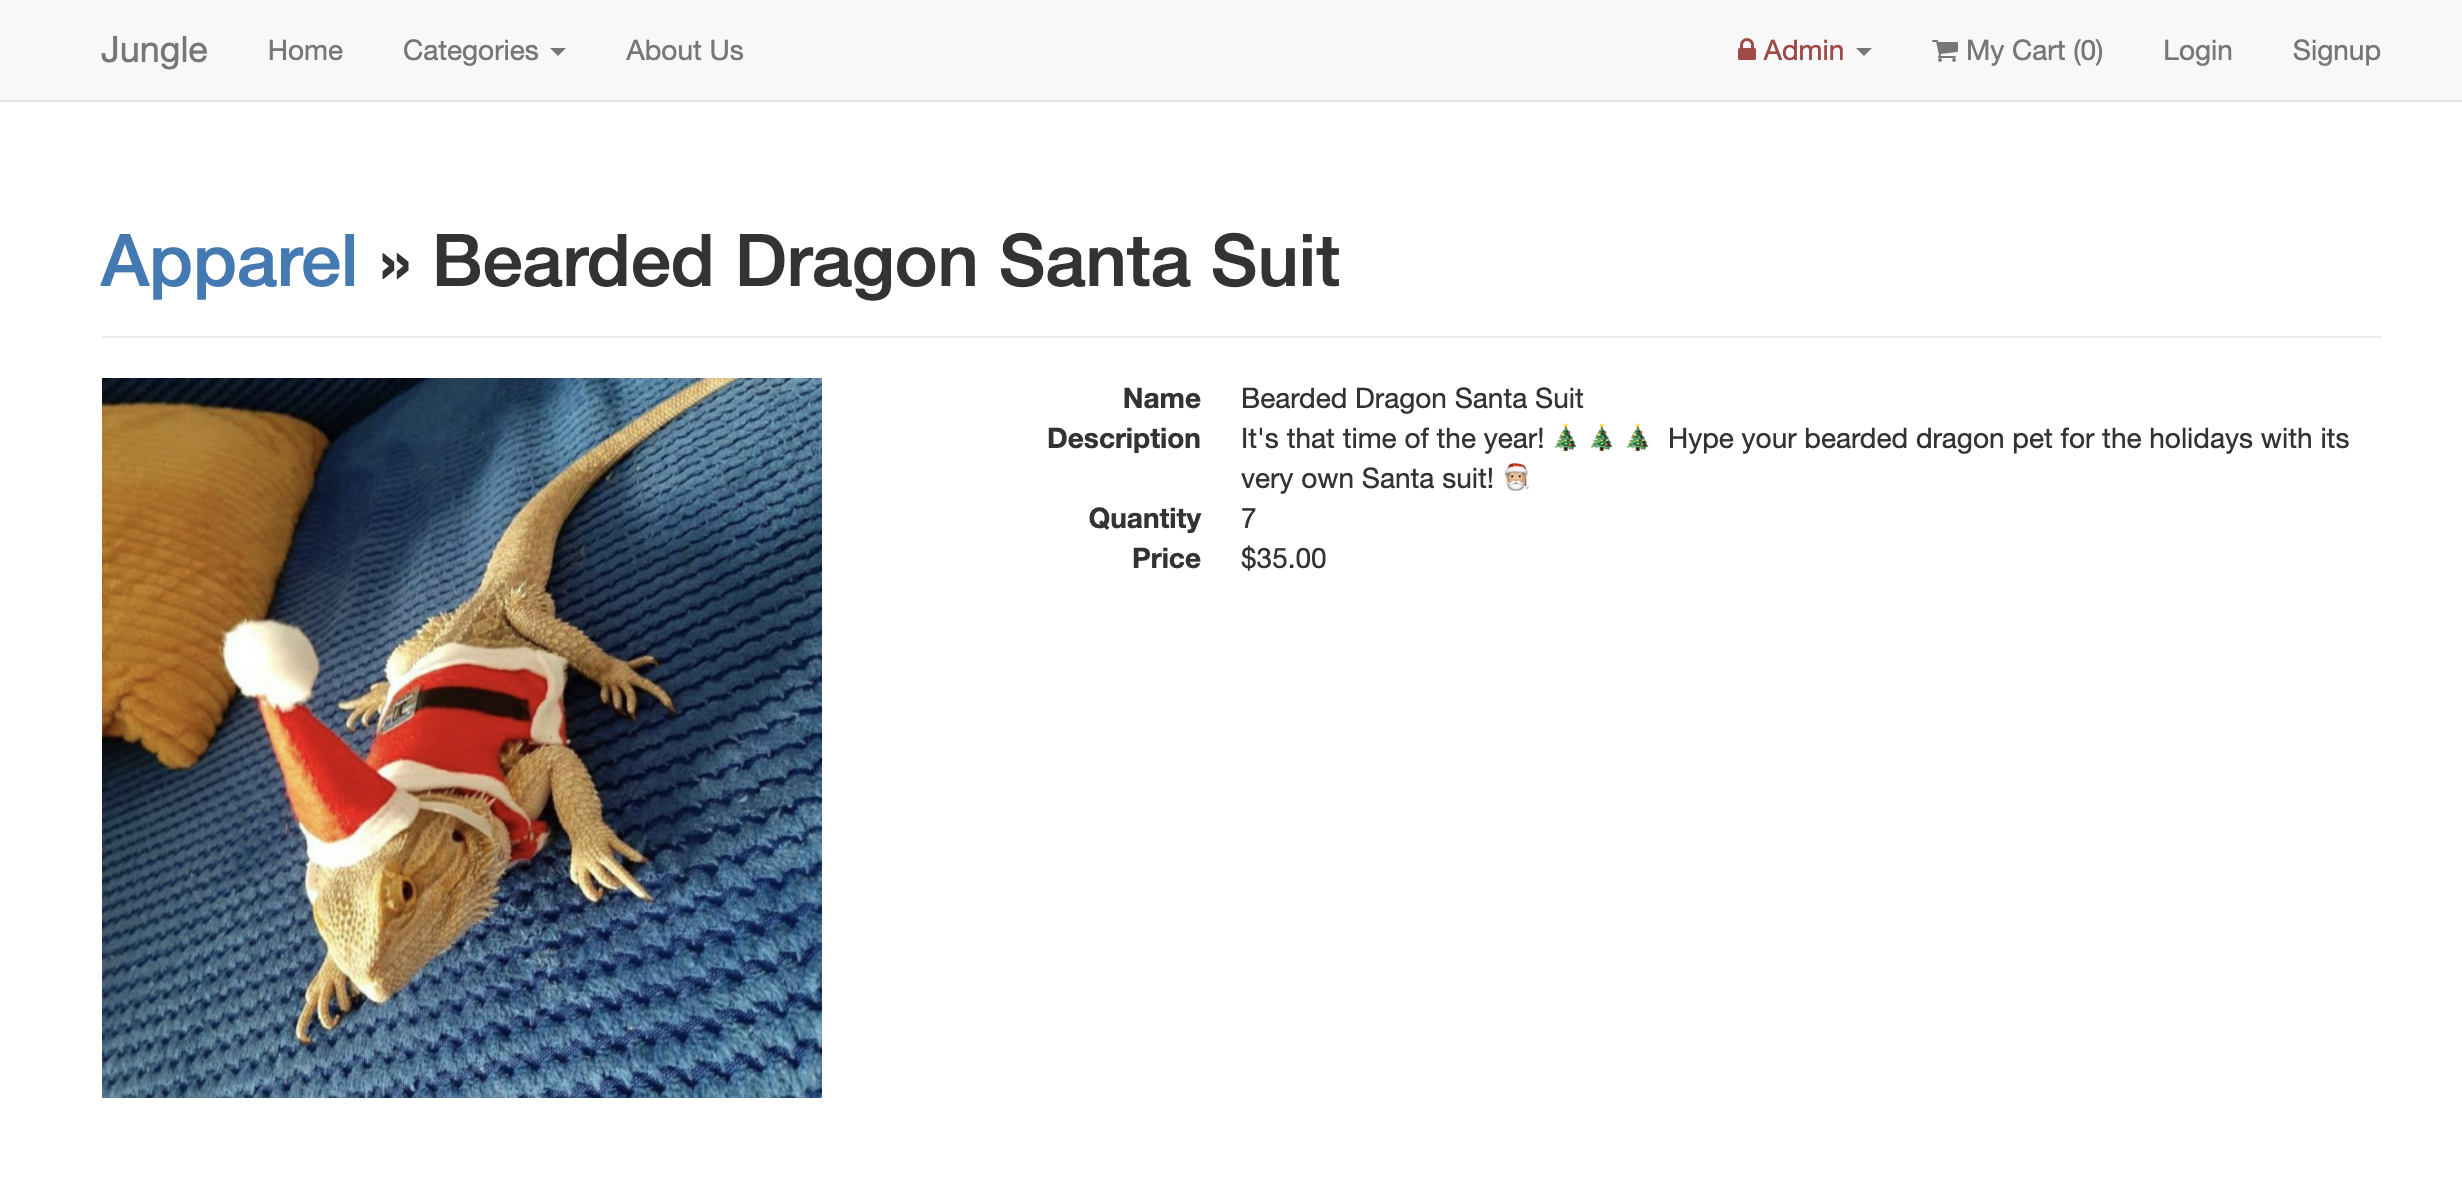 Jungle Home Categories About Us Admin My Cart (0) Login Signup
Apparel » Bearded Dragon Santa Suit
Name Bearded Dragon Santa Suit
Description It's that time of the year! 🎄 🎄 🎄 Hype your bearded dragon pet for the holidays with its
very own Santa suit! 🎅🏼
Quantity 7
Price $35.00